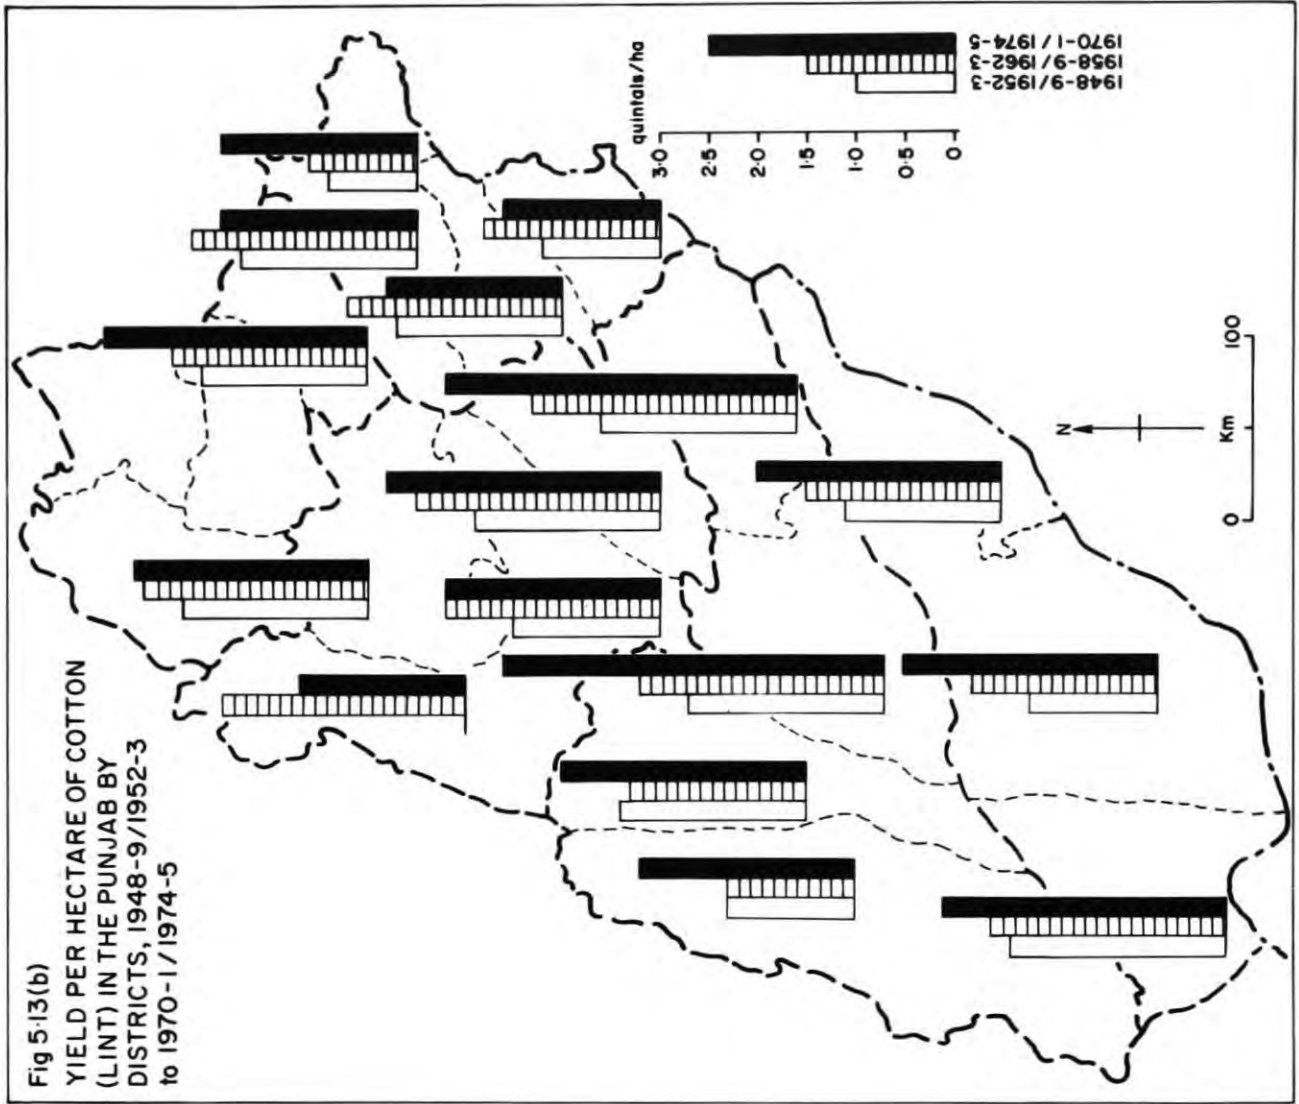 Fig 5·13(b)
YIELD PER HECTARE OF COTTON
(LINT) IN THE PUNJAB BY
DISTRICTS, 1948-9/1952-3
to 1970-1/1974-5
quintals/ha
3·0
2·5
2·0
1·5
1·0
0·5
0
1948-9/1952-3
1958-9/1962-3
1970-1/1974-5
N
Km
0 100